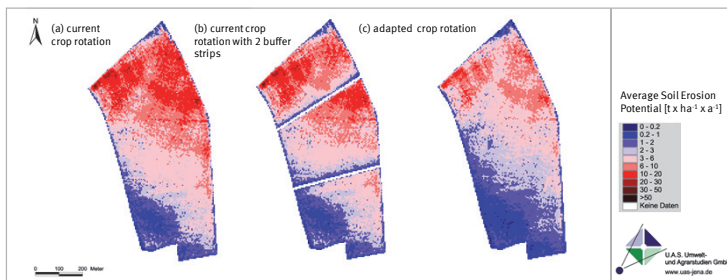 N
(a) current
crop rotation
(b) current crop
rotation with 2 buffer
strips
(c) adapted crop rotation
Average Soil Erosion
Potential [t x ha⁻¹ x a⁻¹]
0 - 0.2
0.2 - 1
1 - 2
2 - 3
3 - 6
6 - 10
10 - 20
20 - 30
30 - 50
>50
Keine Daten
0 100 200 Meter
U.A.S. Umwelt-
und Agrarstudien GmbH
www.uas-jena.de